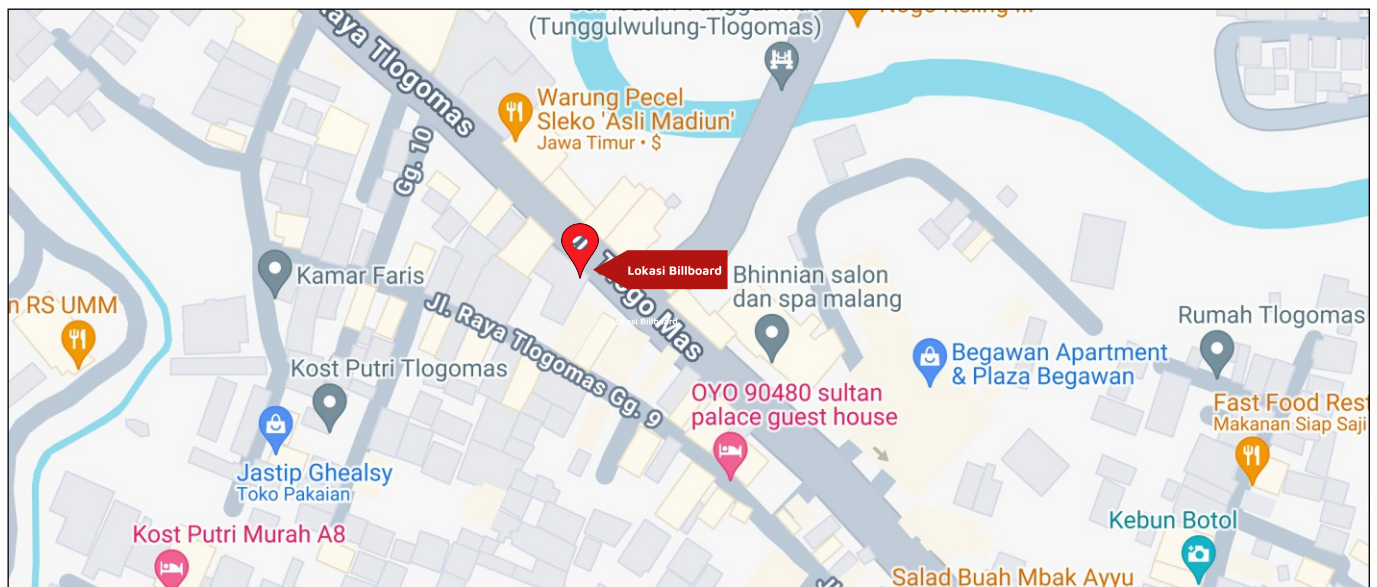 (Tunggulwulung-Tlogomas)
Raya Tlogomas
Warung Pecel
Sleko 'Asli Madiun'
Jawa Timur • $
Gg. 10
Kamar Faris
Lokasi Billboard
Tlogo Mas
Bhinnian salon
dan spa malang
n RS UMM
Jl. Raya Tlogomas Gg. 9
Rumah Tlogomas
Kost Putri Tlogomas
Begawan Apartment
& Plaza Begawan
OYO 90480 sultan
palace guest house
Fast Food Rest
Makanan Siap Saji
Jastip Ghealsy
Toko Pakaian
Kost Putri Murah A8
Kebun Botol
Salad Buah Mbak Ayyu